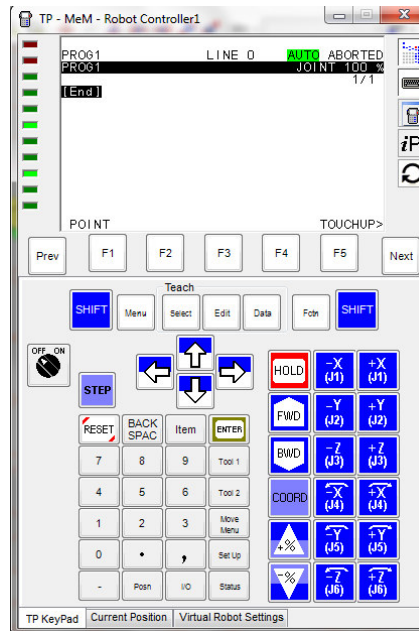 TP - MeM - Robot Controller1
PROG1 LINE 0 AUTO ABORTED
PROG1 JOINT 100 %
1/1
[End]
POINT TOUCHUP>
iP
Prev F1 F2 F3 F4 F5 Next
Teach
SHIFT Menu Select Edit Data Fctn SHIFT
OFF ON
STEP
HOLD -X (J1) +X (J1)
RESET BACK SPAC Item ENTER FWD -Y (J2) +Y (J2)
7 8 9 Tool 1 BWD -Z (J3) +Z (J3)
4 5 6 Tool 2 COORD -X (J4) +X (J4)
1 2 3 Move Menu +% -Y (J5) +Y (J5)
0 . , Set Up
- Posn I/O Status -% -Z (J6) +Z (J6)
TP KeyPad Current Position Virtual Robot Settings